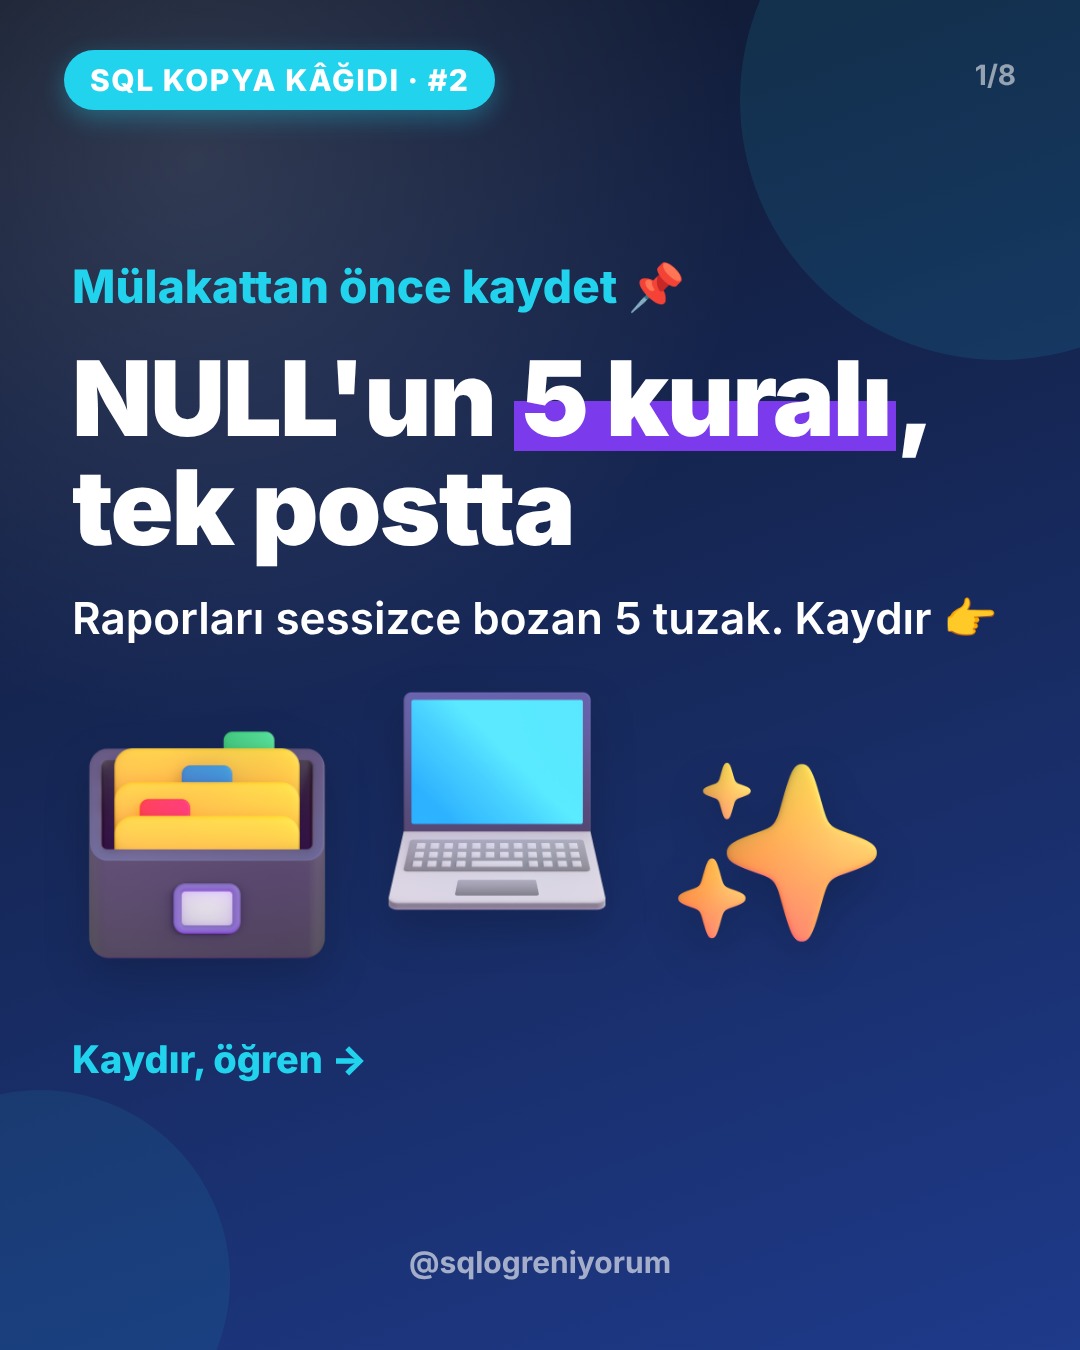 SQL KOPYA KÂĞIDI · #2
1/8
Mülakattan önce kaydet 📌
NULL'un 5 kuralı,
tek postta
Raporları sessizce bozan 5 tuzak. Kaydır 👉
Kaydır, öğren →
@sqlogreniyorum